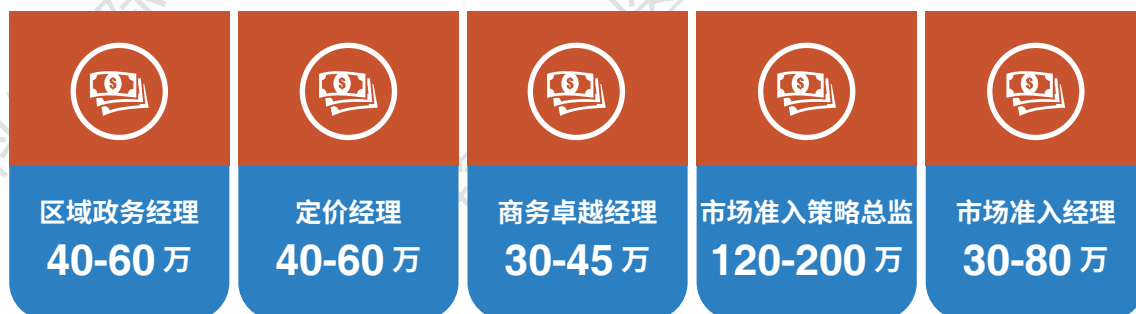 区域政务经理
40-60 万
定价经理
40-60 万
商务卓越经理
30-45 万
市场准入策略总监
120-200 万
市场准入经理
30-80 万